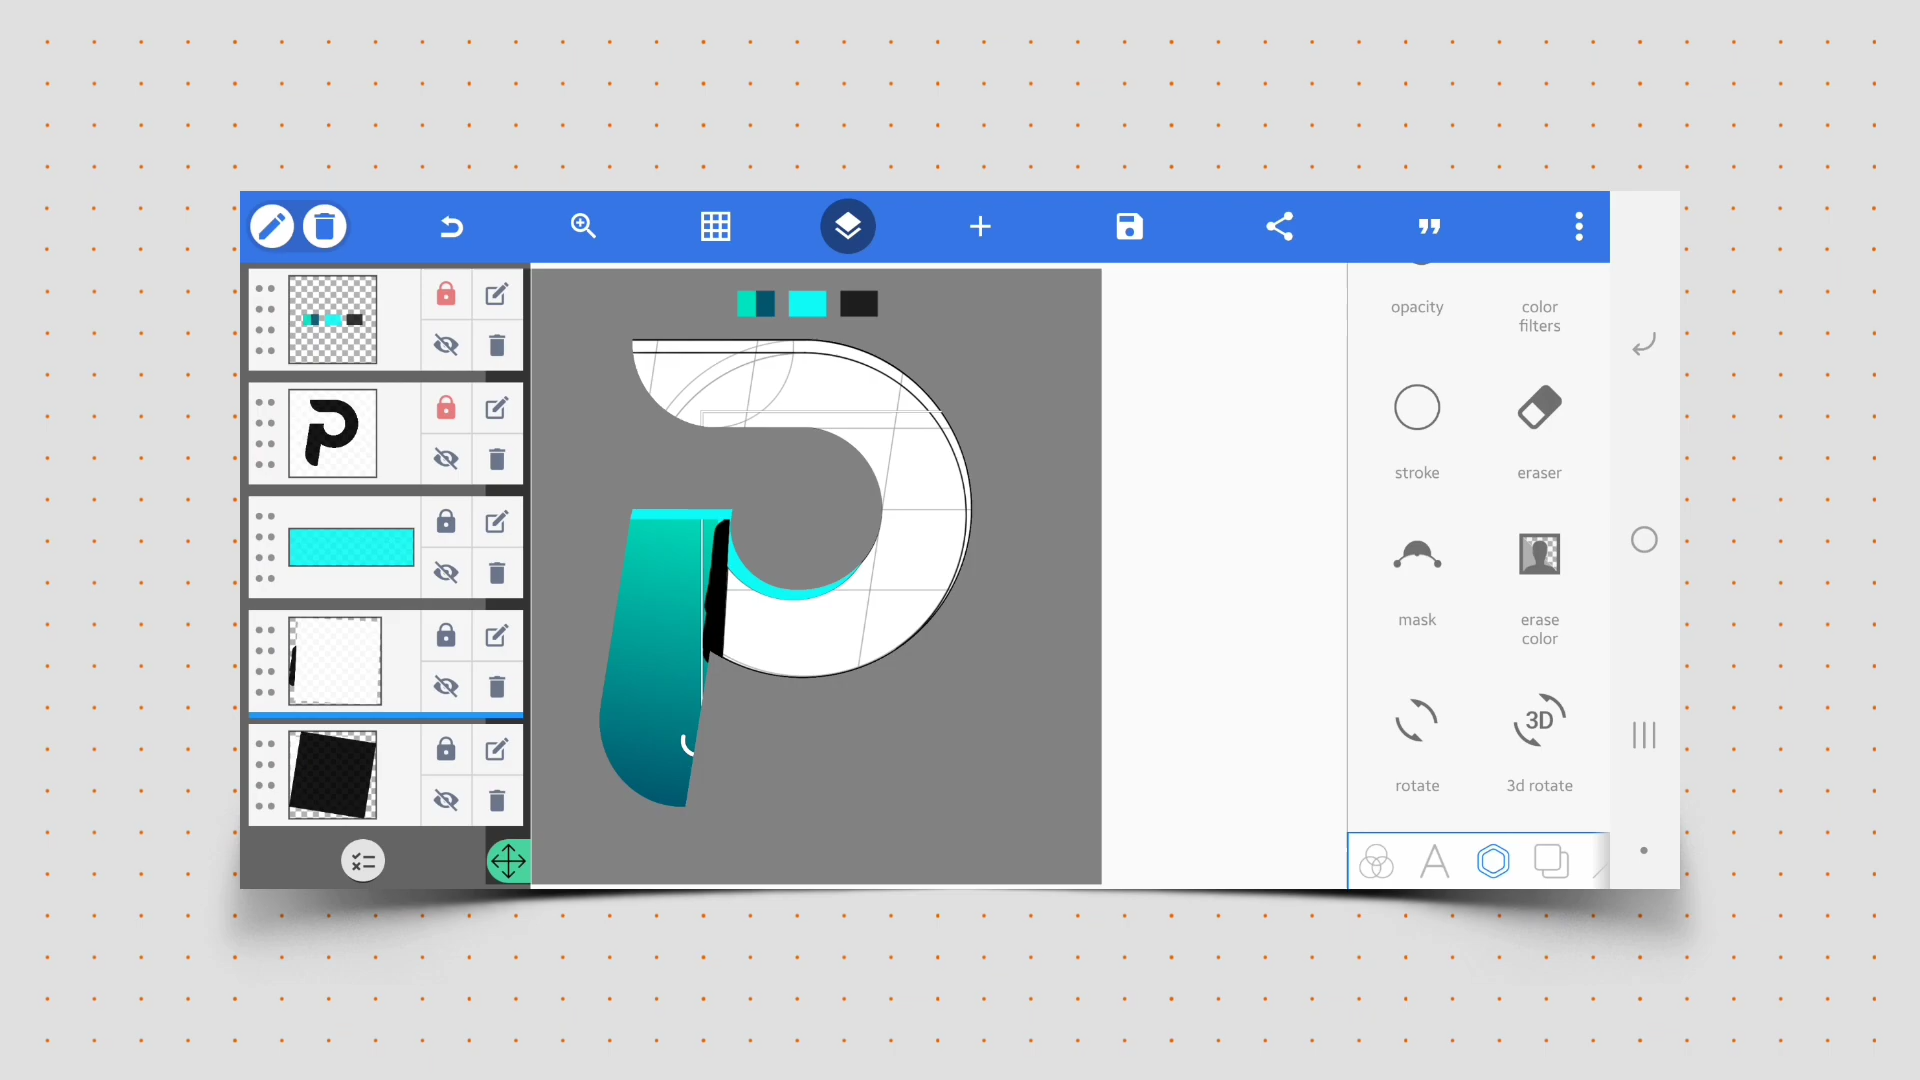 opacity
color
filters
stroke
eraser
mask
erase
color
rotate
3D
3d rotate